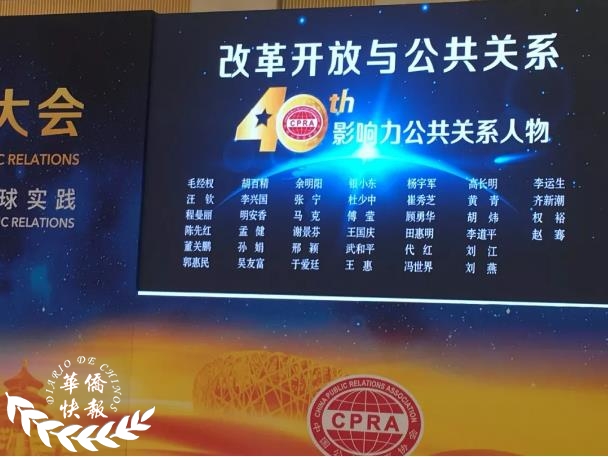 改革开放与公共关系
40th
CPRA
影响力公共关系人物
毛经权 胡百精 余明阳 银小东 杨宇军 高长明 李运生
汪钦 李兴国 张宁 杜少中 崔秀芝 黄青 齐新潮
程曼丽 明安香 马克 傅莹 顾勇华 胡炜 权裕
陈先红 孟健 谢景芬 王国庆 田惠明 李道平 赵骞
董关鹏 孙娟 邢颖 武和平 代红 刘江
郭惠民 吴友富 于爱廷 王惠 冯世界 刘燕
大会
RELATIONS
球实践
RELATIONS
DIARIO DE CHINOS
華僑
快報
CHINA PUBLIC RELATIONS ASSOCIATION
CPRA